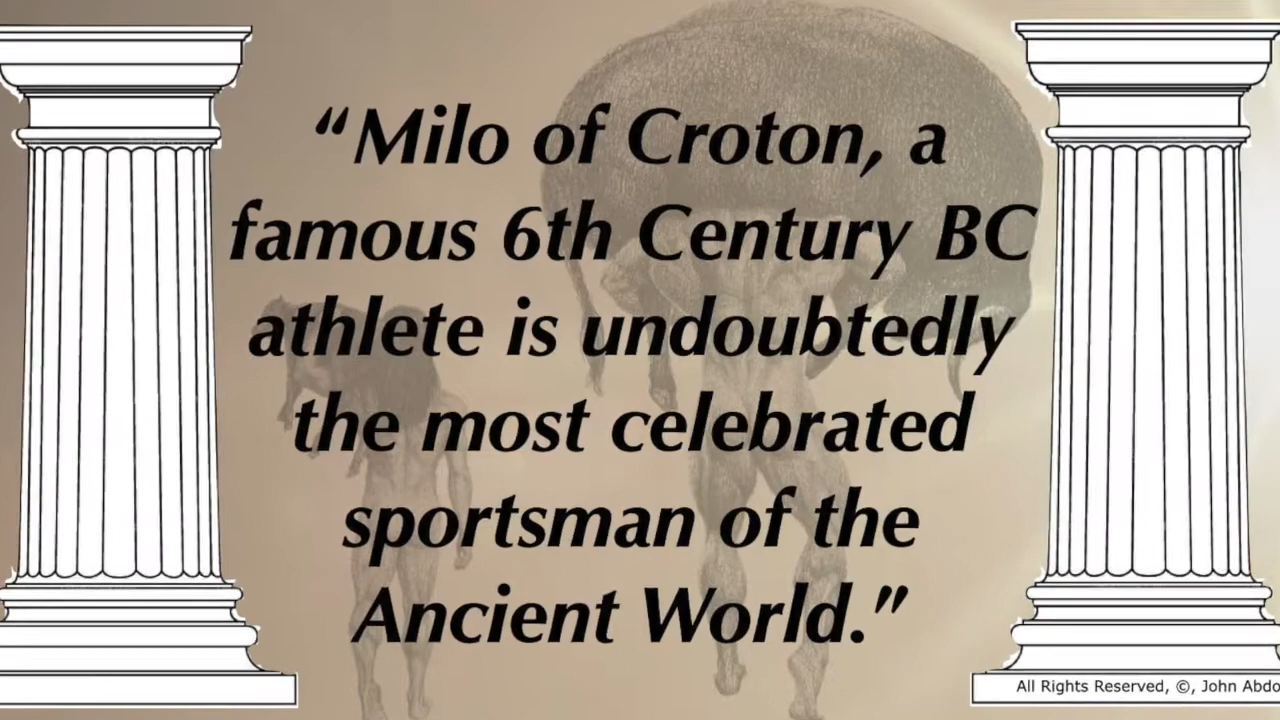 “Milo of Croton, a
famous 6th Century BC
athlete is undoubtedly
the most celebrated
sportsman of the
Ancient World.”
All Rights Reserved, ©, John